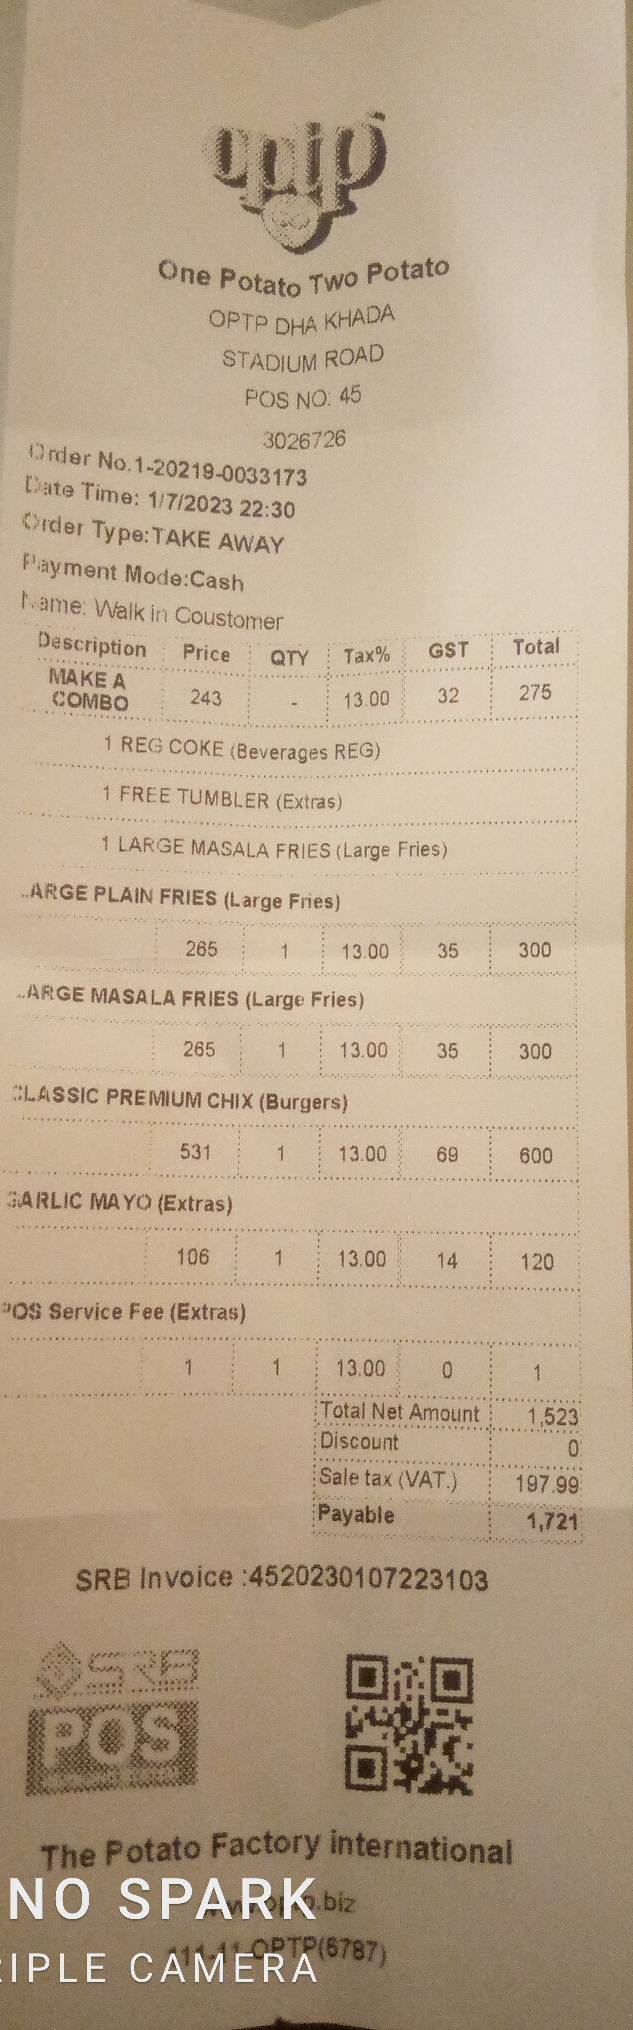 optp
One Potato Two Potato
OPTP DHA KHADA
STADIUM ROAD
POS NO: 45
3026726
Order No.1-20219-0033173
Date Time: 1/7/2023 22:30
Order Type:TAKE AWAY
Payment Mode:Cash
Name: Walk in Coustomer
Description Price QTY Tax% GST Total
MAKE A COMBO 243 - 13.00 32 275
1 REG COKE (Beverages REG)
1 FREE TUMBLER (Extras)
1 LARGE MASALA FRIES (Large Fries)
LARGE PLAIN FRIES (Large Fries)
265 1 13.00 35 300
LARGE MASALA FRIES (Large Fries)
265 1 13.00 35 300
CLASSIC PREMIUM CHIX (Burgers)
531 1 13.00 69 600
GARLIC MAYO (Extras)
106 1 13.00 14 120
POS Service Fee (Extras)
1 1 13.00 0 1
Total Net Amount 1,523
Discount 0
Sale tax (VAT.) 197.99
Payable 1,721
SRB Invoice :4520230107223103
SRB
POS
The Potato Factory international
www.optp.biz
111-11-OPTP(6787)
NO SPARK
RIPLE CAMERA